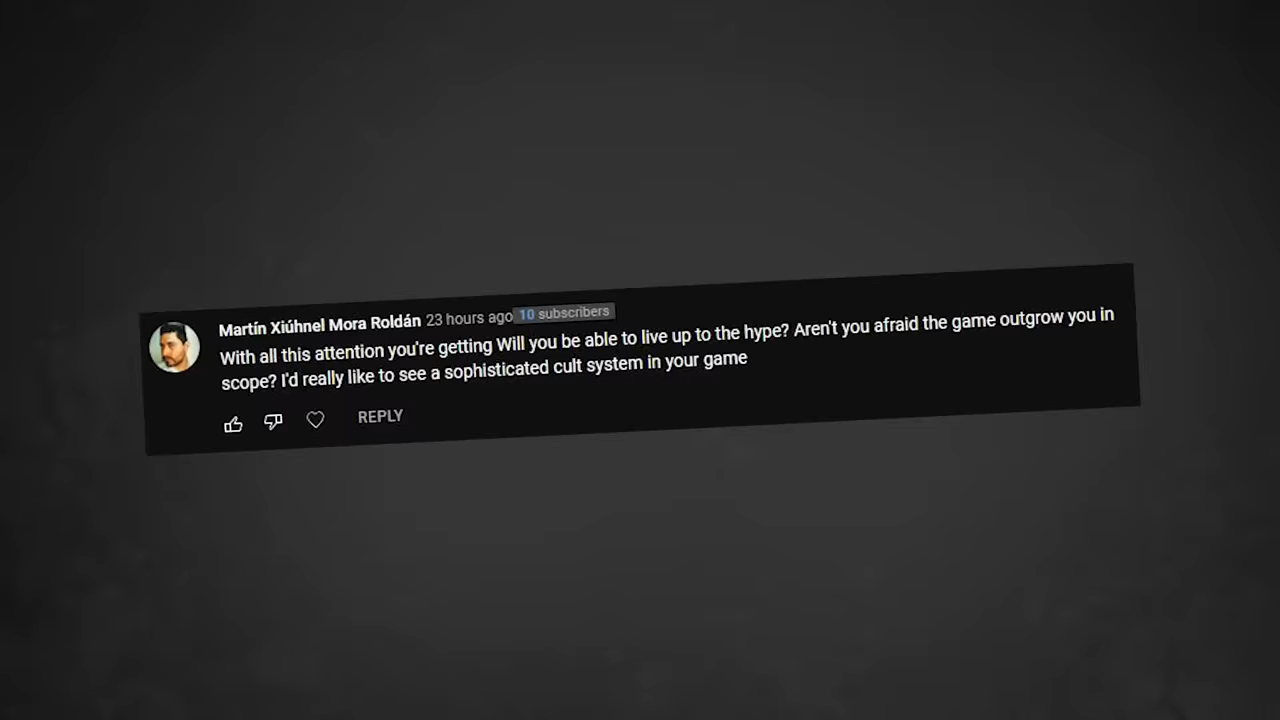 Martín Xiúhnel Mora Roldán 23 hours ago 10 subscribers
With all this attention you're getting Will you be able to live up to the hype? Aren't you afraid the game outgrow you in
scope? I'd really like to see a sophisticated cult system in your game
REPLY